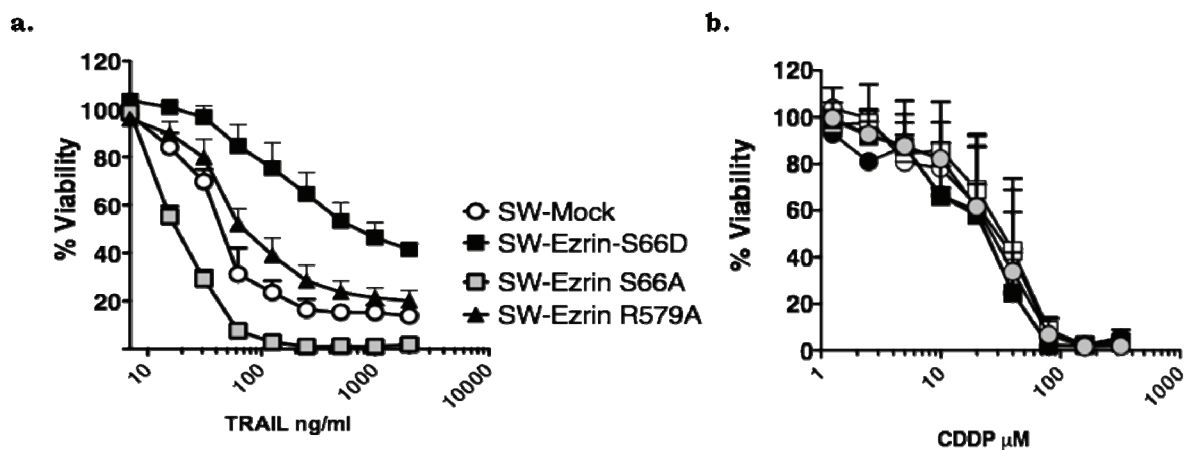 a.
120
100
80
60
40
20
% Viability
10
100
1000
10000
TRAIL ng/ml
SW-Mock
SW-Ezrin-S66D
SW-Ezrin S66A
SW-Ezrin R579A
b.
120
100
80
60
40
20
0
% Viability
1
10
100
1000
CDDP μM